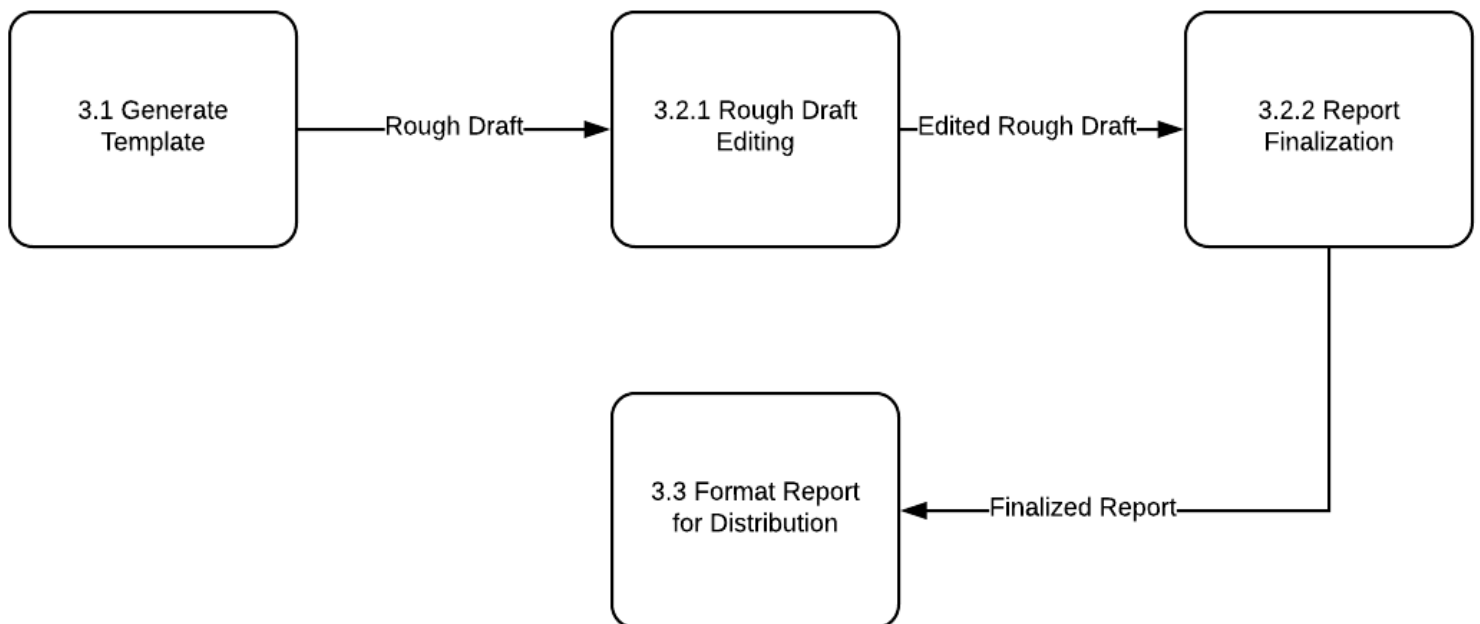 3.1 Generate
Template
Rough Draft
3.2.1 Rough Draft
Editing
Edited Rough Draft
3.2.2 Report
Finalization
3.3 Format Report
for Distribution
Finalized Report